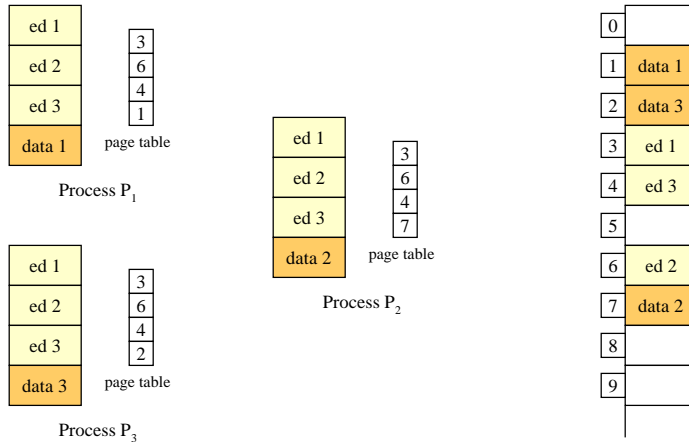 ed 1
ed 2
ed 3
data 1
3
6
4
1
page table
Process P1
ed 1
ed 2
ed 3
data 2
3
6
4
7
page table
Process P2
ed 1
ed 2
ed 3
data 3
3
6
4
2
page table
Process P3
0
1 data 1
2 data 3
3 ed 1
4 ed 3
5
6 ed 2
7 data 2
8
9